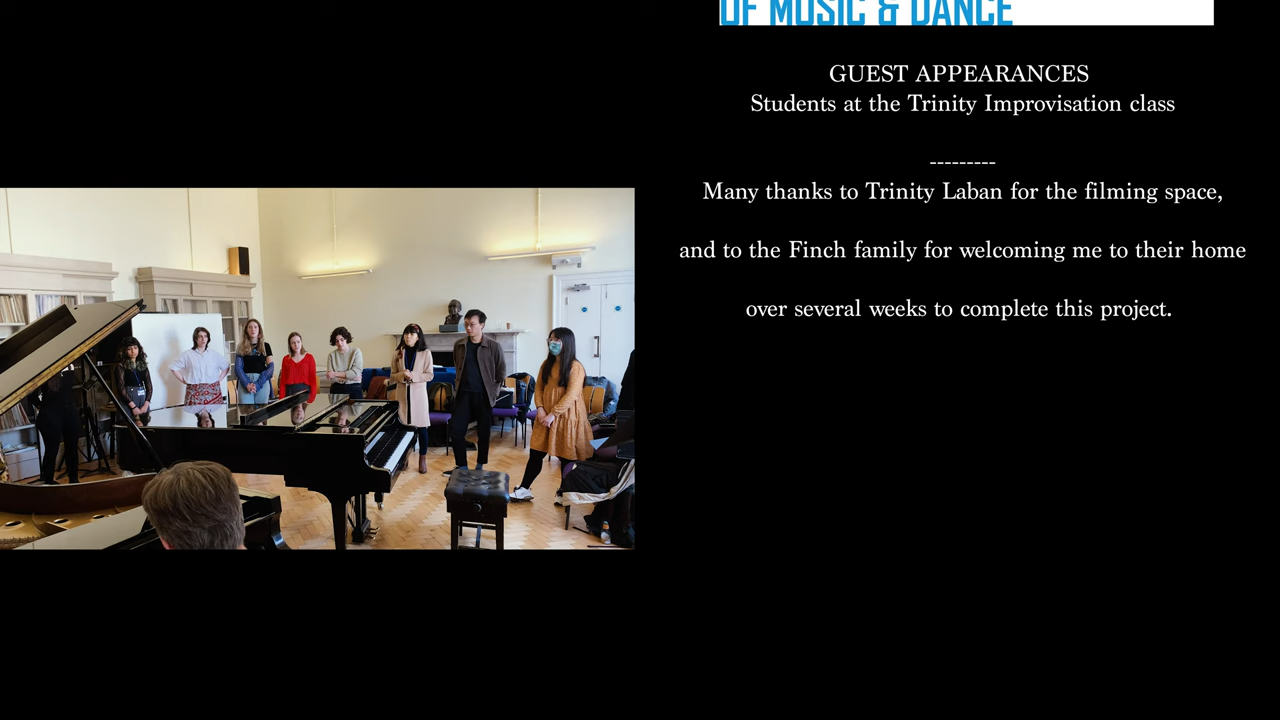 OF MUSIC & DANCE
GUEST APPEARANCES
Students at the Trinity Improvisation class
---------
Many thanks to Trinity Laban for the filming space,
and to the Finch family for welcoming me to their home
over several weeks to complete this project.